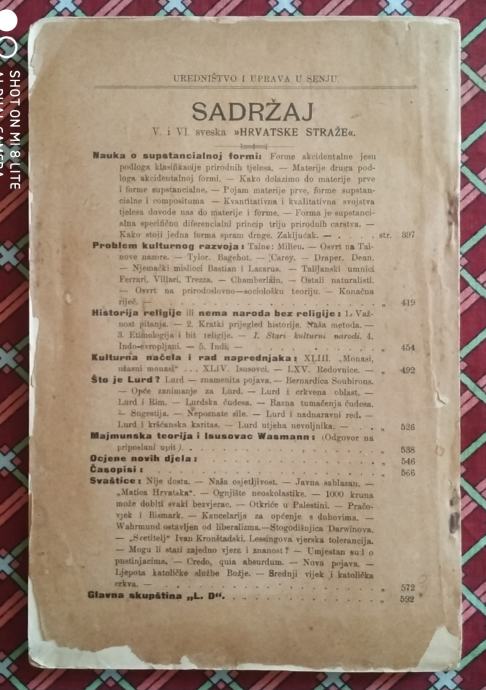 UREDNIŠTVO I UPRAVA U SENJU.
SADRŽAJ
V. i VI. sveska »HRVATSKE STRAŽE«.
Nauka o supstancialnoj formi: Forme akcidentalne jesu
podloga klasifikacije prirodnih tjelesa. — Materije druga pod-
loga akcidentalnoj formi. — Kako dolazimo do materije prve
i forme supstancialne. — Pojam materije prve, forme supstan-
cialne i composituma — Kvantitativna i kvalitativna svojstva
tjelesa dovode nas do materije i forme. — Forma je supstanci-
alna specifičnu diferencialni princip triju prirodnih carstva. —
Kako stoji jedna forma spram druge. Zaključak. — . . . . str. 397
Problem kulturnog razvoja: Taine: Milieu. — Osvrt na Tai-
nove nazore. — Tylor. Bagehot. — Carey. — Draper. Dean.
— Njemački mislioci Bastian i Lazarus. — Talijanski umnici
Ferrari, Villari, Trezza. — Chamberlain. — Ostali naturalisti.
— Osvrt na prirodoslovno—sociološku teoriju. — Konačna
riječ. — . . . . „ 419
Historija religije ili nema naroda bez religije: 1. Važ-
nost pitanja. — 2. Kratki prijegled historije. Naša metoda. —
3. Etimologija i bit religije. — I. Stari kulturni narodi. 4.
Indo-evropljani. — 5. Indi. — . . . . „ 454
Kulturna načela i rad naprednjaka: XLIII. „Monasi,
užasni monasi“ . . . XLIV. Isusovci. — LXV. Redovnice. — „ 492
Što je Lurd? Lurd — znamenita pojava. — Bernardica Soubirous.
— Opće zanimanje za Lurd. — Lurd i crkvena oblast. —
Lurd i Rim. — Lurdska čudesa. — Razna tumačenja čudesa.
— Sugestija. — Nepoznate sile. — Lurd i nadnaravni red. —
Lurd i kršćanska karitas. — Lurd utjeha nevoljnika. — . . „ 526
Majmunska teorija i Isusovac Wasmann: (Odgovor na
priposlani upit). . . . . „ 538
Ocjene novih djela: . . . . „ 546
Časopisi: . . . . 566
Svaštice: Nije dosta. — Naša osjetljivost. — Javna sablazan. —
„Matica Hrvatska“. — Ognjište neoskolastike. — 1000 kruna
može dobiti svaki bezvjerac. — Otkriće u Palestini. — Pračo-
vjek i Bismark. — Kancelarija za općenje s duhovima. —
Wahrmund ostavljen od liberalizma.—Stogodišnjica Darwinova.
— „Sretitelj“ Ivan Kronštadski, Lessingova vjerska tolerancija.
— Mogu li stati zajedno vjera i znanost? — Umjestan sud o
pustinjacima. — Credo, quia absurdum. — Nova pojava. —
Ljepota katoličke službe Božje. — Srednji vijek i katolička
crkva. — . . . . „ 572
Glavna skupština „L. D“. . . . . „ 592
SHOT ON MI 8 LITE